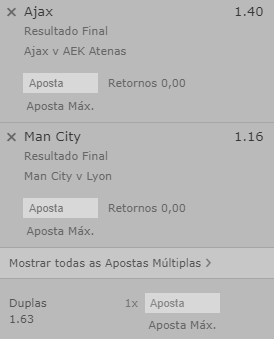 × Ajax 1.40
Resultado Final
Ajax v AEK Atenas
Aposta Retornos 0,00
Aposta Máx.
× Man City 1.16
Resultado Final
Man City v Lyon
Aposta Retornos 0,00
Aposta Máx.
Mostrar todas as Apostas Múltiplas >
Duplas 1x Aposta
1.63
Aposta Máx.